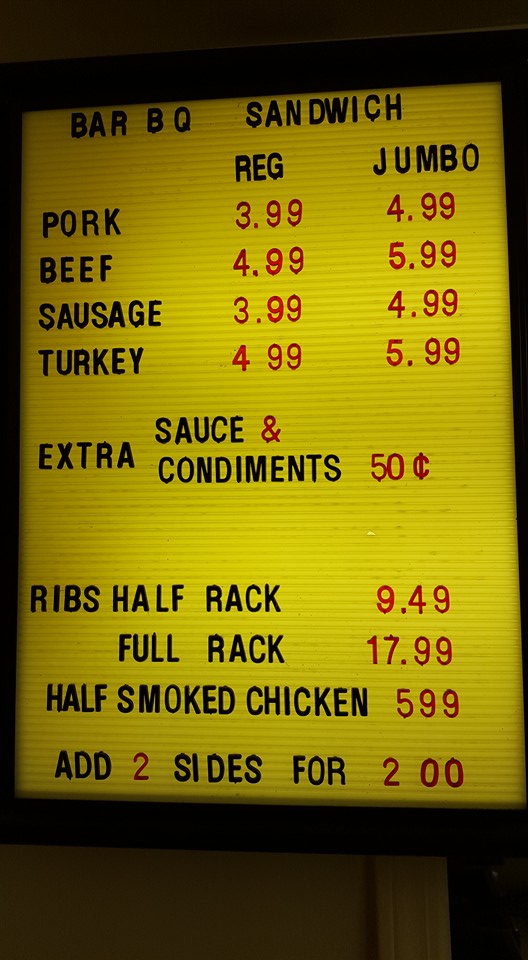 BAR B Q SANDWICH
REG JUMBO
PORK 3.99 4.99
BEEF 4.99 5.99
SAUSAGE 3.99 4.99
TURKEY 4 99 5.99
SAUCE &
EXTRA CONDIMENTS 50¢
RIBS HALF RACK 9.49
FULL RACK 17.99
HALF SMOKED CHICKEN 599
ADD 2 SIDES FOR 2 00